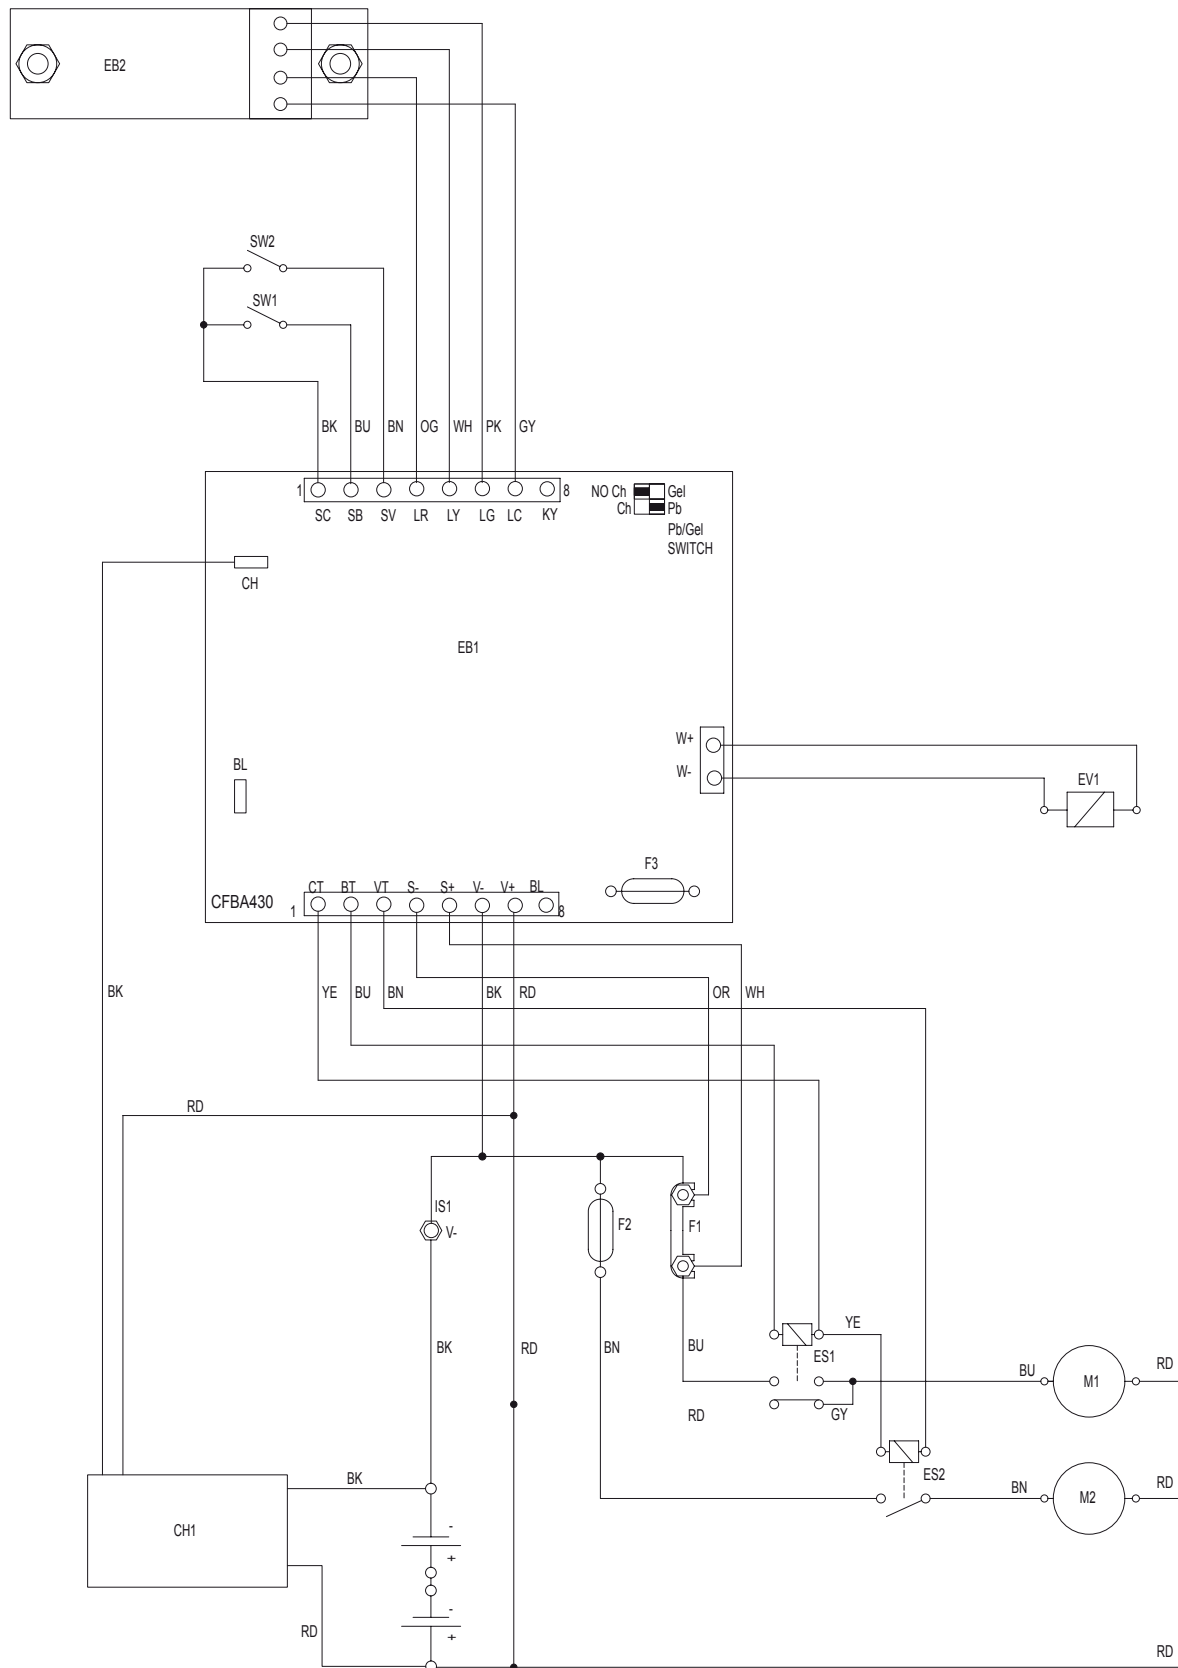 EB2
SW2
SW1
BK BU BN OG WH PK GY
1 8
SC SB SV LR LY LG LC KY
NO Ch Gel
Ch Pb
Pb/Gel
SWITCH
CH
EB1
W+
W-
BL
EV1
F3
CFBA430
CT BT VT S- S+ V- V+ BL
1 8
BK
YE BU BN BK RD OR WH
RD
IS1
V-
F2
F1
YE
BK
RD
BN
BU
ES1
BU
M1
RD
RD
GY
ES2
BK
BN
M2
RD
CH1
-
+
-
+
RD
RD